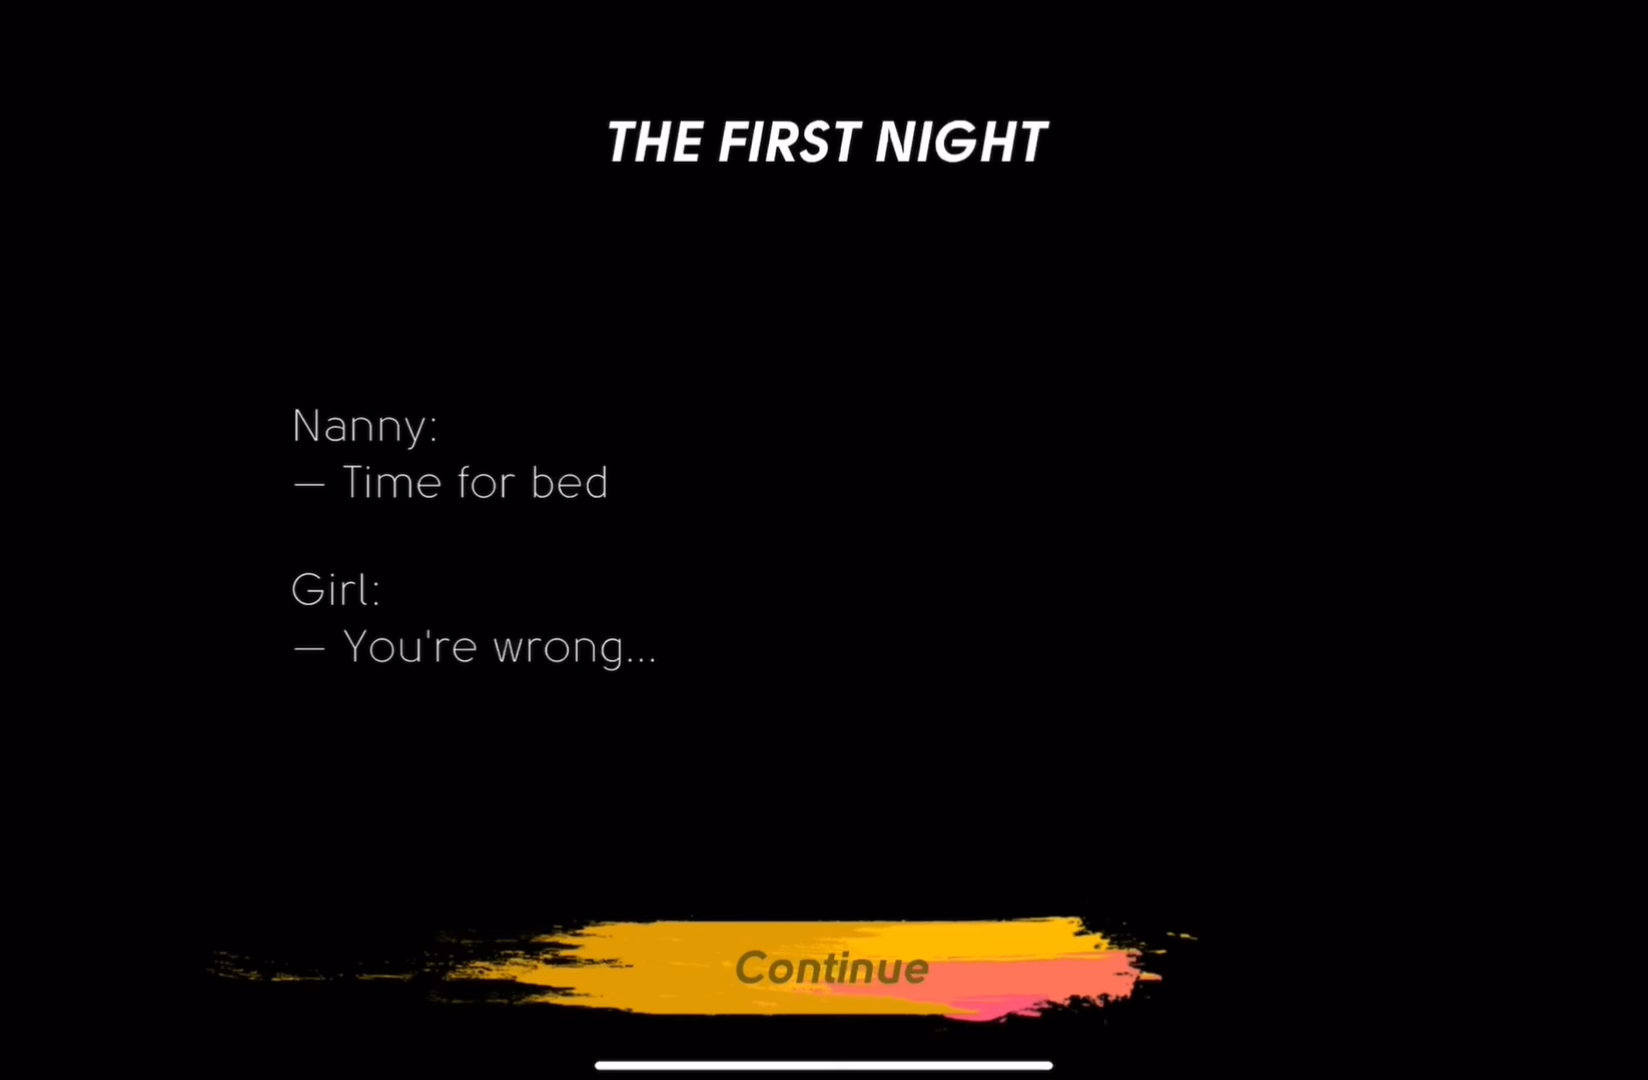 THE FIRST NIGHT
Nanny:
— Time for bed
Girl:
— You're wrong...
Continue